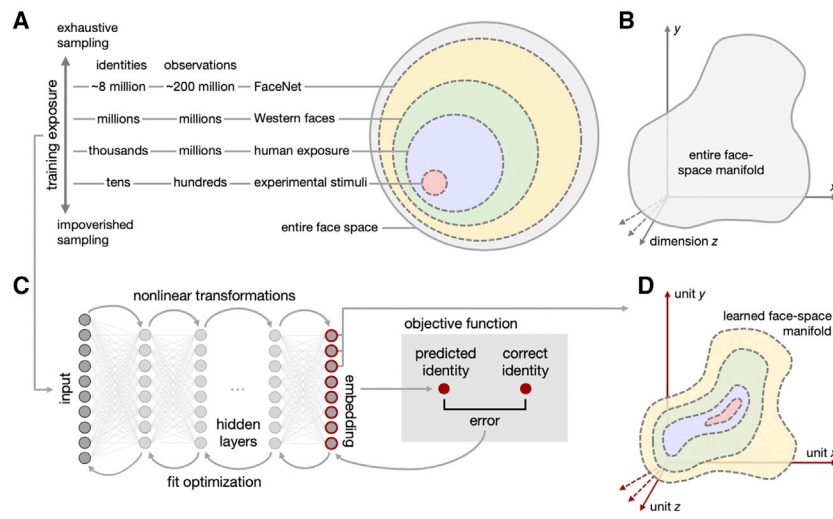 A
exhaustive
sampling
identities observations
~8 million ~200 million FaceNet
millions millions Western faces
thousands millions human exposure
tens hundreds experimental stimuli
entire face space
training exposure
impoverished
sampling
B
y
entire face-
space manifold
x
dimension z
C
nonlinear transformations
input
...
hidden
layers
embedding
fit optimization
objective function
predicted correct
identity identity
error
D
unit y
learned face-space
manifold
unit x
unit z